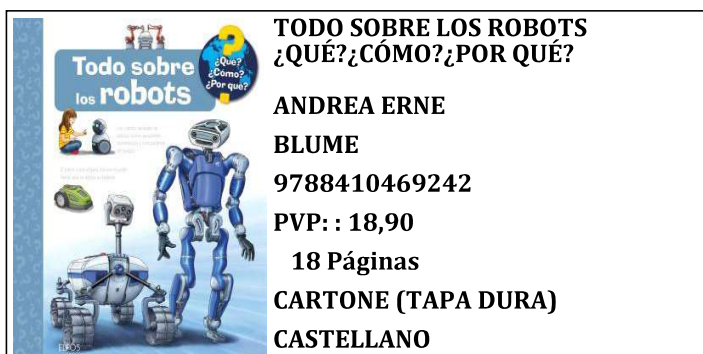 Todo sobre
los robots
¿Qué?
¿Cómo?
¿Por qué?
TODO SOBRE LOS ROBOTS
¿QUÉ?¿CÓMO?¿POR QUÉ?
ANDREA ERNE
BLUME
9788410469242
PVP: : 18,90
18 Páginas
CARTONE (TAPA DURA)
CASTELLANO